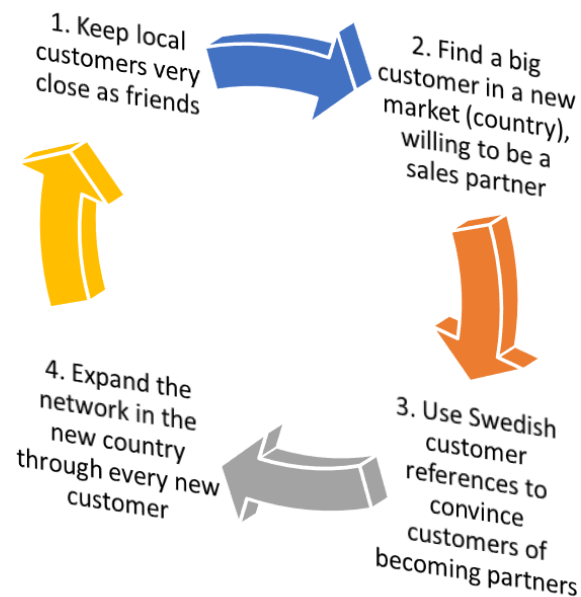 1. Keep local
customers very
close as friends
2. Find a big
customer in a new
market (country),
willing to be a
sales partner
3. Use Swedish
customer
references to
convince
customers of
becoming partners
4. Expand the
network in the
new country
through every new
customer